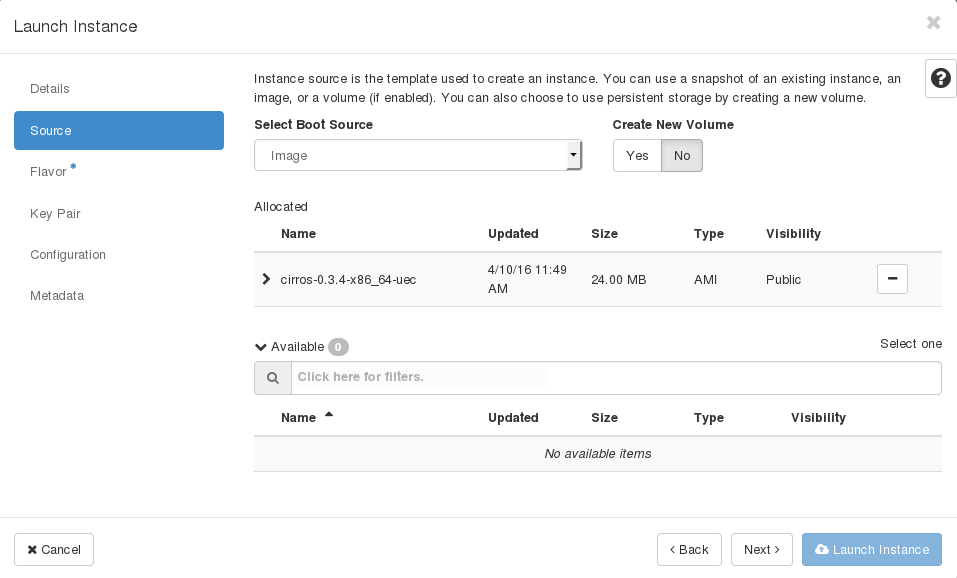 Launch Instance
Details
Source
Flavor *
Key Pair
Configuration
Metadata
Instance source is the template used to create an instance. You can use a snapshot of an existing instance, an
image, or a volume (if enabled). You can also choose to use persistent storage by creating a new volume.
Select Boot Source Create New Volume
Image Yes No
Allocated
Name Updated Size Type Visibility
cirros-0.3.4-x86_64-uec 4/10/16 11:49 24.00 MB AMI Public
AM
Available 0 Select one
Click here for filters.
Name Updated Size Type Visibility
No available items
Cancel < Back Next > Launch Instance